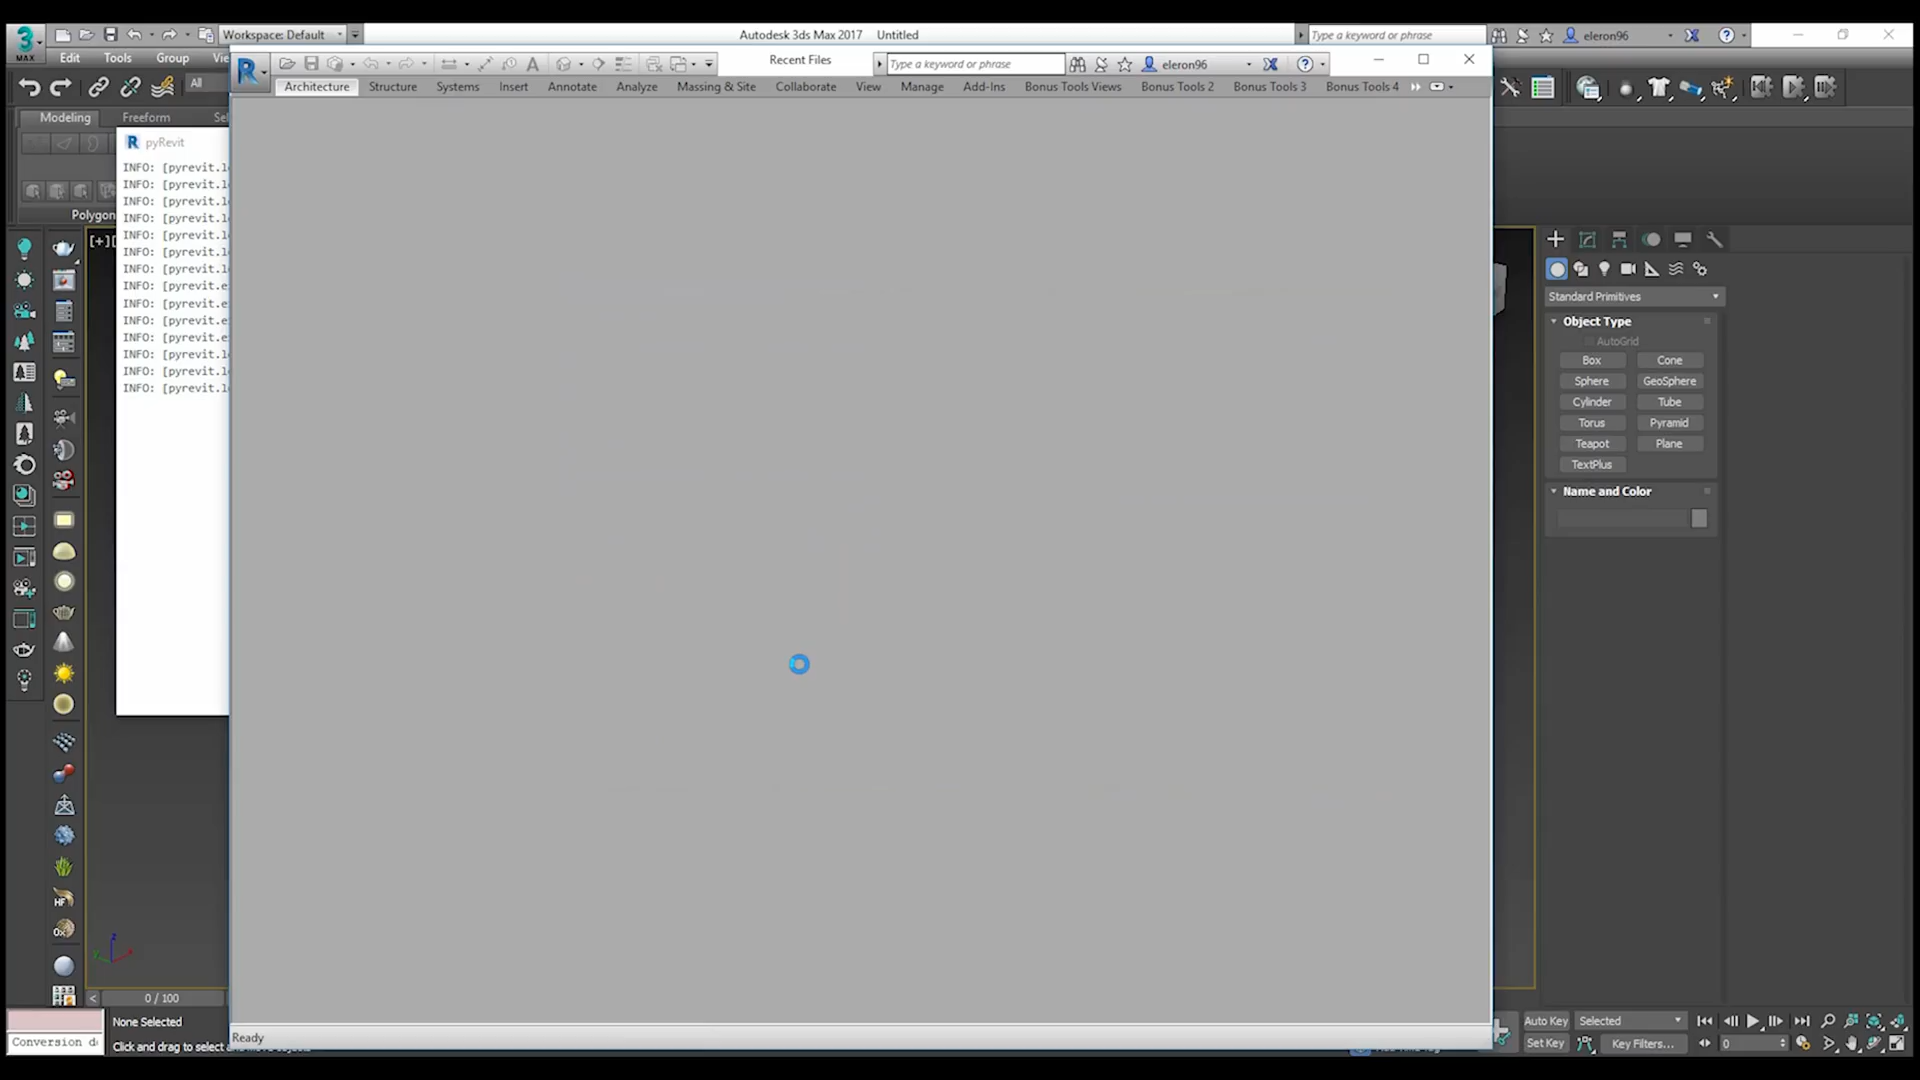 Workspace: Default
Autodesk 3ds Max 2017 Untitled
Type a keyword or phrase
eleron96
MAX
Edit Tools Group
Recent Files
Type a keyword or phrase
eleron96
Architecture Structure Systems Insert Annotate Analyze Massing & Site Collaborate View Manage Add-Ins Bonus Tools Views Bonus Tools 2 Bonus Tools 3 Bonus Tools 4
All
Modeling Freeform
pyRevit
INFO: [pyrevit.l
INFO: [pyrevit.l
INFO: [pyrevit.l
INFO: [pyrevit.l
INFO: [pyrevit.l
INFO: [pyrevit.l
INFO: [pyrevit.l
INFO: [pyrevit.e
INFO: [pyrevit.e
INFO: [pyrevit.e
INFO: [pyrevit.e
INFO: [pyrevit.l
INFO: [pyrevit.l
INFO: [pyrevit.l
[+]
Standard Primitives
Object Type
AutoGrid
Box Cone
Sphere GeoSphere
Cylinder Tube
Torus Pyramid
Teapot Plane
TextPlus
Name and Color
HF
0 / 100
None Selected
Click and drag to select
Conversion d
Ready
Auto Key Selected
Set Key Key Filters...
0